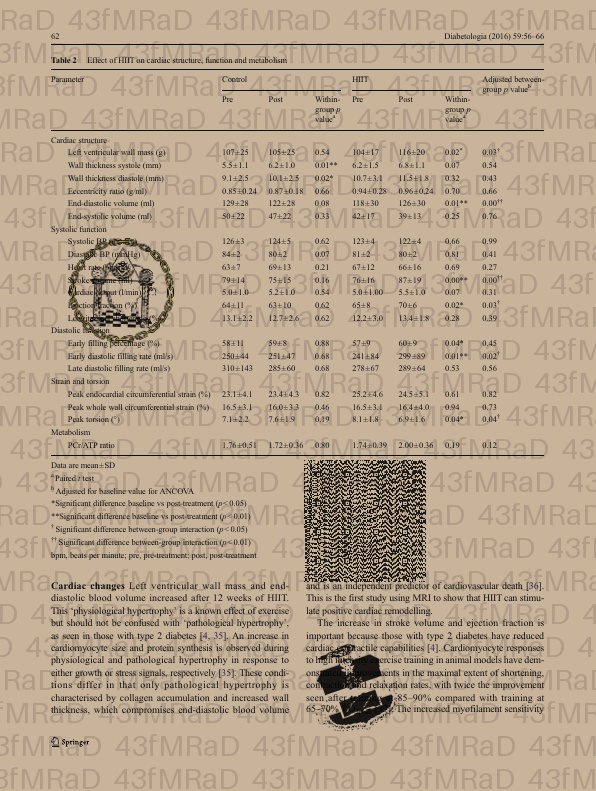 62
Diabetologia (2016) 59:56–66
Table 2 Effect of HIIT on cardiac structure, function and metabolism
Parameter Control HIIT Adjusted between-group p value^b
Pre Post Within-group p value^a Pre Post Within-group p value^a
Cardiac structure
Left ventricular wall mass (g) 107±25 105±25 0.54 104±17 116±20 0.02* 0.03†
Wall thickness systole (mm) 5.5±1.1 6.2±1.0 0.01** 6.2±1.5 6.8±1.1 0.07 0.54
Wall thickness diastole (mm) 9.1±2.5 10.1±2.5 0.02* 10.7±3.1 11.5±1.8 0.32 0.43
Eccentricity ratio (g/ml) 0.85±0.24 0.87±0.18 0.66 0.94±0.28 0.96±0.24 0.70 0.66
End-diastolic volume (ml) 129±28 122±28 0.08 118±30 126±30 0.01** 0.00††
End-systolic volume (ml) 50±22 47±22 0.33 42±17 39±13 0.25 0.76
Systolic function
Systolic BP 126±3 124±5 0.62 123±4 122±4 0.66 0.99
Diastolic BP (mmHg) 84±2 80±2 0.07 81±2 80±2 0.81 0.41
Heart rate 63±7 69±13 0.21 67±12 66±16 0.69 0.27
Stroke volume (ml) 79±14 75±15 0.16 76±16 87±19 0.00** 0.00††
Cardiac output (l/min) 5.0±1.0 5.2±1.0 0.54 5.0±1.00 5.5±1.0 0.07 0.31
Ejection fraction (%) 64±11 63±10 0.62 65±8 70±6 0.02* 0.03†
13.1±2.2 12.7±2.6 0.62 12.2±3.0 13.4±1.8 0.28 0.39
Diastolic function
Early filling percentage (%) 58±11 59±8 0.88 57±9 60±9 0.04* 0.45
Early diastolic filling rate (ml/s) 250±44 251±47 0.68 241±84 299±89 0.01** 0.02†
Late diastolic filling rate (ml/s) 310±143 285±60 0.68 278±67 289±64 0.53 0.56
Strain and torsion
Peak endocardial circumferential strain (%) 23.1±4.1 23.4±4.3 0.82 25.2±4.6 24.5±5.1 0.61 0.82
Peak whole wall circumferential strain (%) 16.5±3.1 16.0±3.3 0.46 16.5±3.1 16.4±4.0 0.94 0.73
Peak torsion (°) 7.1±2.2 7.6±1.9 0.19 8.1±1.8 6.9±1.6 0.04* 0.04†
Metabolism
PCr/ATP ratio 1.76±0.51 1.72±0.36 0.80 1.74±0.39 2.00±0.36 0.19 0.12
Data are mean±SD
^a Paired t test
^b Adjusted for baseline value for ANCOVA
*Significant difference baseline vs post-treatment (p<0.05)
**Significant difference baseline vs post-treatment (p<0.01)
† Significant difference between-group interaction (p<0.05)
†† Significant difference between-group interaction (p<0.01)
bpm, beats per minute; pre, pre-treatment; post, post-treatment
Cardiac changes Left ventricular wall mass and end-
diastolic blood volume increased after 12 weeks of HIIT.
This 'physiological hypertrophy' is a known effect of exercise
but should not be confused with 'pathological hypertrophy',
as seen in those with type 2 diabetes [4, 35]. An increase in
cardiomyocyte size and protein synthesis is observed during
physiological and pathological hypertrophy in response to
either growth or stress signals, respectively [35]. These condi-
tions differ in that only pathological hypertrophy is
characterised by collagen accumulation and increased wall
thickness, which compromises end-diastolic blood volume
and is an independent predictor of cardiovascular death [36].
This is the first study using MRI to show that HIIT can stimu-
late positive cardiac remodelling.
The increase in stroke volume and ejection fraction is
important because those with type 2 diabetes have reduced
cardiac contractile capabilities [4]. Cardiomyocyte responses
to high intensity exercise training in animal models have dem-
onstrated improvements in the maximal extent of shortening,
contraction and relaxation rates, with twice the improvement
seen after 85–90% compared with training at
65–70% The increased myofilament sensitivity
Springer
43fMRaD